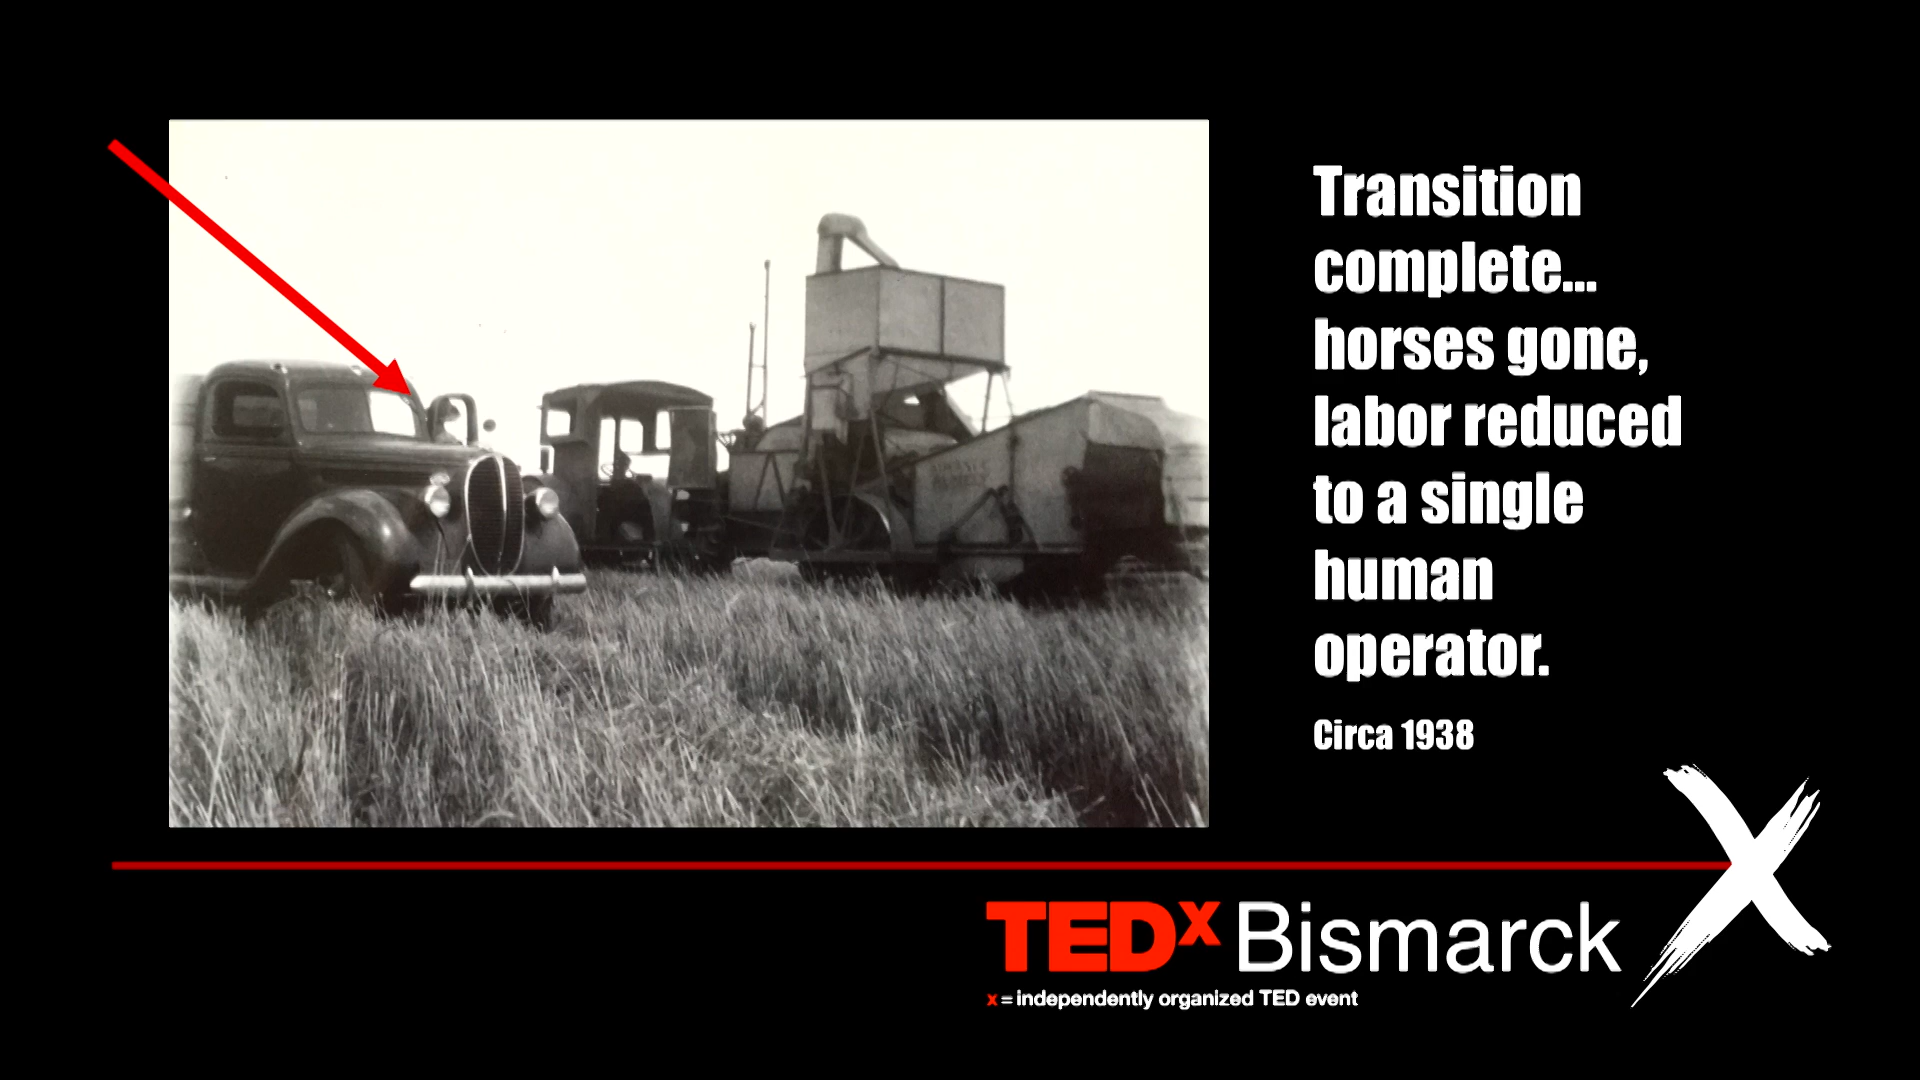 Transition
complete...
horses gone,
labor reduced
to a single
human
operator.
Circa 1938
TEDx Bismarck
x = independently organized TED event